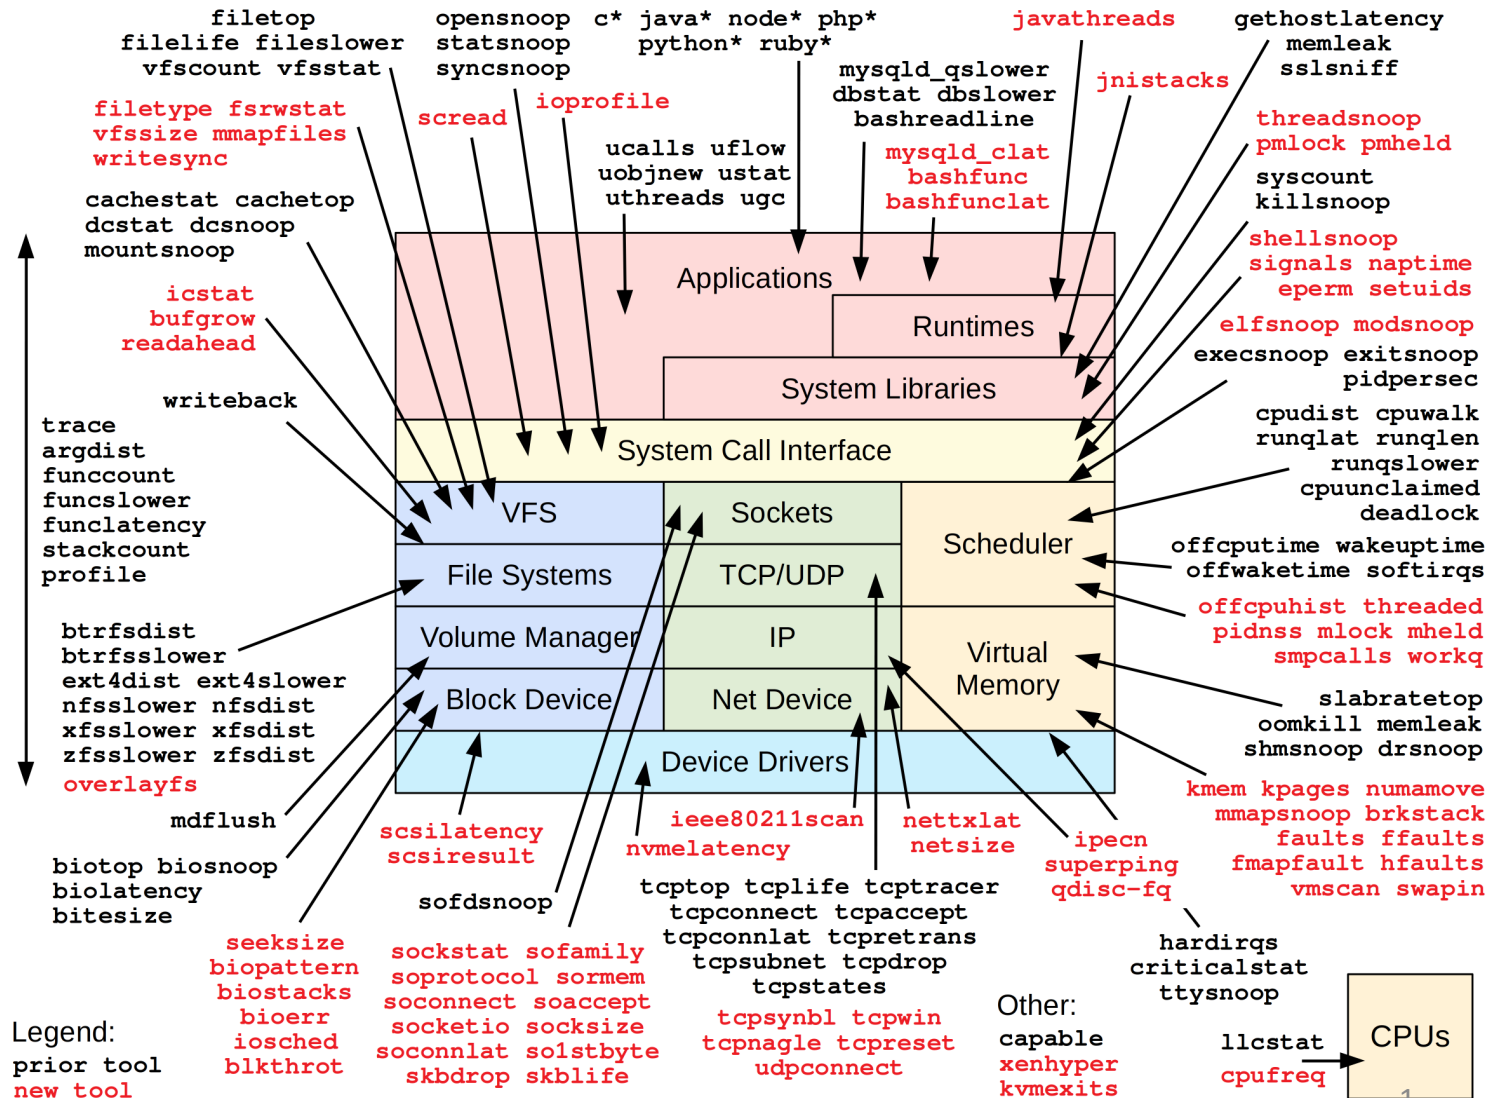 filetop
filelife fileslower
vfscount vfsstat
filetype fsrwstat
vfssize mmapfiles
writesync
cachestat cachetop
dcstat dcsnoop
mountsnoop
icstat
bufgrow
readahead
writeback
trace
argdist
funccount
funcslower
funclatency
stackcount
profile
btrfsdist
btrfsslower
ext4dist ext4slower
nfsslower nfsdist
xfsslower xfsdist
zfsslower zfsdist
overlayfs
mdflush
biotop biosnoop
biolatency
bitesize
seeksize
biopattern
biostacks
bioerr
iosched
blkthrot
Legend:
prior tool
new tool
opensnoop
statsnoop
syncsnoop
scread
ioprofile
c* java* node* php*
python* ruby*
ucalls uflow
uobjnew ustat
uthreads ugc
mysqld_qslower
dbstat dbslower
bashreadline
mysqld_clat
bashfunc
bashfunclat
javathreads
jnistacks
gethostlatency
memleak
sslsniff
threadsnoop
pmlock pmheld
syscount
killsnoop
shellsnoop
signals naptime
eperm setuids
elfsnoop modsnoop
execsnoop exitsnoop
pidpersec
cpudist cpuwalk
runqlat runqlen
runqslower
cpuunclaimed
deadlock
offcputime wakeuptime
offwaketime softirqs
offcpuhist threaded
pidnss mlock mheld
smpcalls workq
slabratetop
oomkill memleak
shmsnoop drsnoop
kmem kpages numamove
mmapsnoop brkstack
faults ffaults
fmapfault hfaults
vmscan swapin
Applications
Runtimes
System Libraries
System Call Interface
VFS
Sockets
Scheduler
File Systems
TCP/UDP
Volume Manager
IP
Virtual
Memory
Block Device
Net Device
Device Drivers
scsilatency
scsiresult
nvmelatency
ieee80211scan
nettxlat
netsize
ipecn
superping
qdisc-fq
sofdsnoop
sockstat sofamily
soprotocol sormem
soconnect soaccept
socketio socksize
soconnlat so1stbyte
skbdrop skblife
tcptop tcplife tcptracer
tcpconnect tcpaccept
tcpconnlat tcpretrans
tcpsubnet tcpdrop
tcpstates
tcpsynbl tcpwin
tcpnagle tcpreset
udpconnect
hardirqs
criticalstat
ttysnoop
Other:
capable
xenhyper
kvmexits
llcstat
cpufreq
CPUs